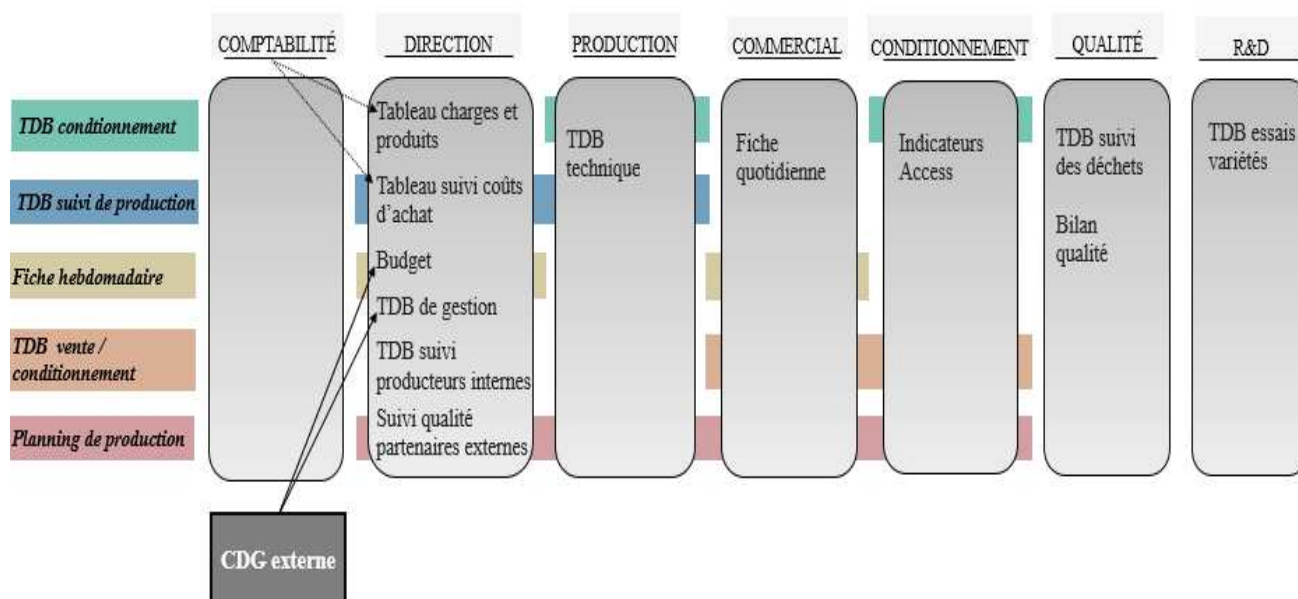 COMPTABILITÉ
DIRECTION
PRODUCTION
COMMERCIAL
CONDITIONNEMENT
QUALITÉ
R&D
TDB condtionnement
TDB suivi de production
Fiche hebdomadaire
TDB vente /
conditionnement
Planning de production
Tableau charges et
produits
Tableau suivi coûts
d’achat
Budget
TDB de gestion
TDB suivi
producteurs internes
Suivi qualité
partenaires externes
TDB
technique
Fiche
quotidienne
Indicateurs
Access
TDB suivi
des déchets
Bilan
qualité
TDB essais
variétés
CDG externe